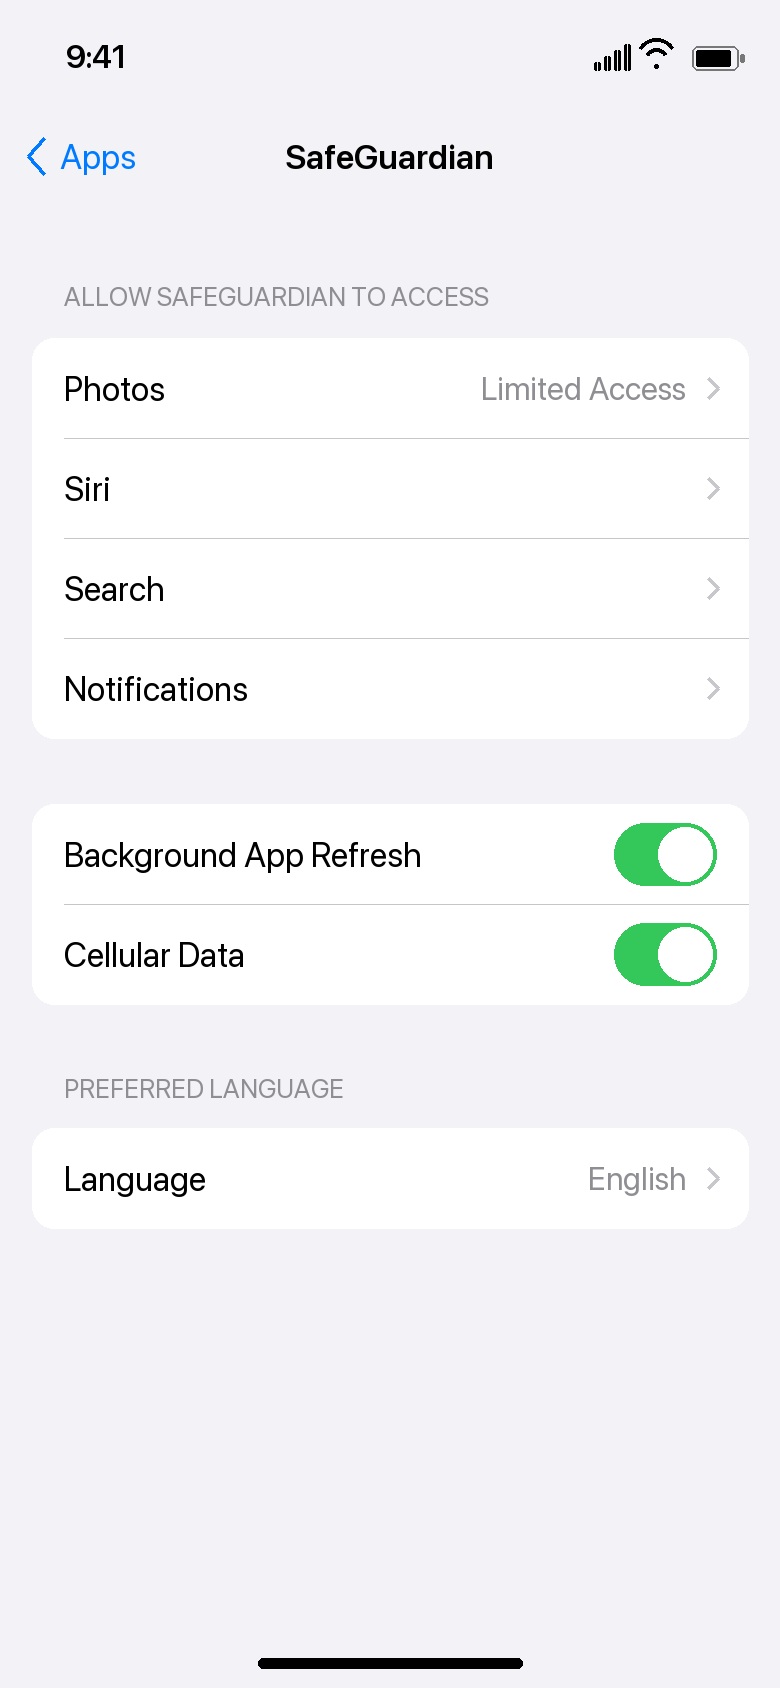 9:41
Apps
SafeGuardian
ALLOW SAFEGUARDIAN TO ACCESS
Photos Limited Access
Siri
Search
Notifications
Background App Refresh
Cellular Data
PREFERRED LANGUAGE
Language English